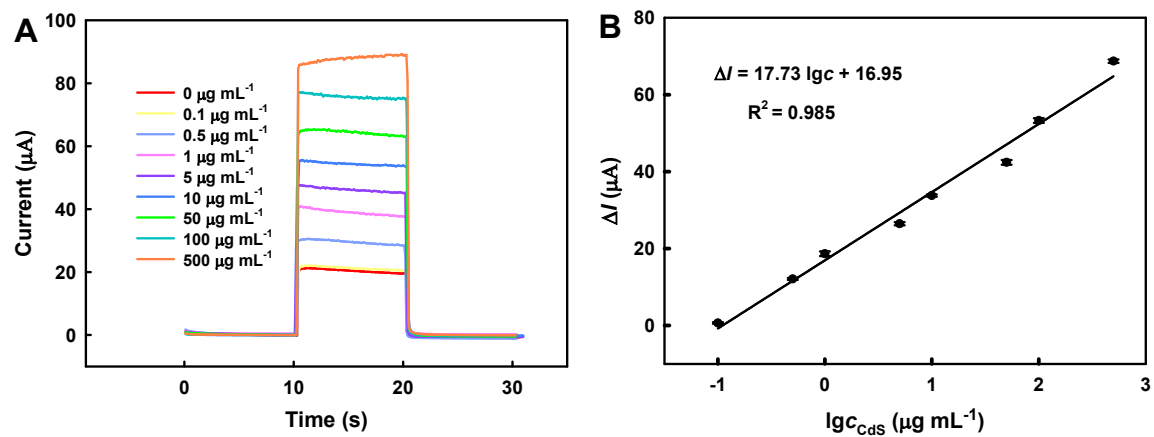 A
100
80
60
40
20
0
Current (μA)
0 μg mL⁻¹
0.1 μg mL⁻¹
0.5 μg mL⁻¹
1 μg mL⁻¹
5 μg mL⁻¹
10 μg mL⁻¹
50 μg mL⁻¹
100 μg mL⁻¹
500 μg mL⁻¹
0 10 20 30
Time (s)
B
80
60
40
20
0
ΔI (μA)
ΔI = 17.73 lgc + 16.95
R² = 0.985
-1 0 1 2 3
lgc_CdS (μg mL⁻¹)